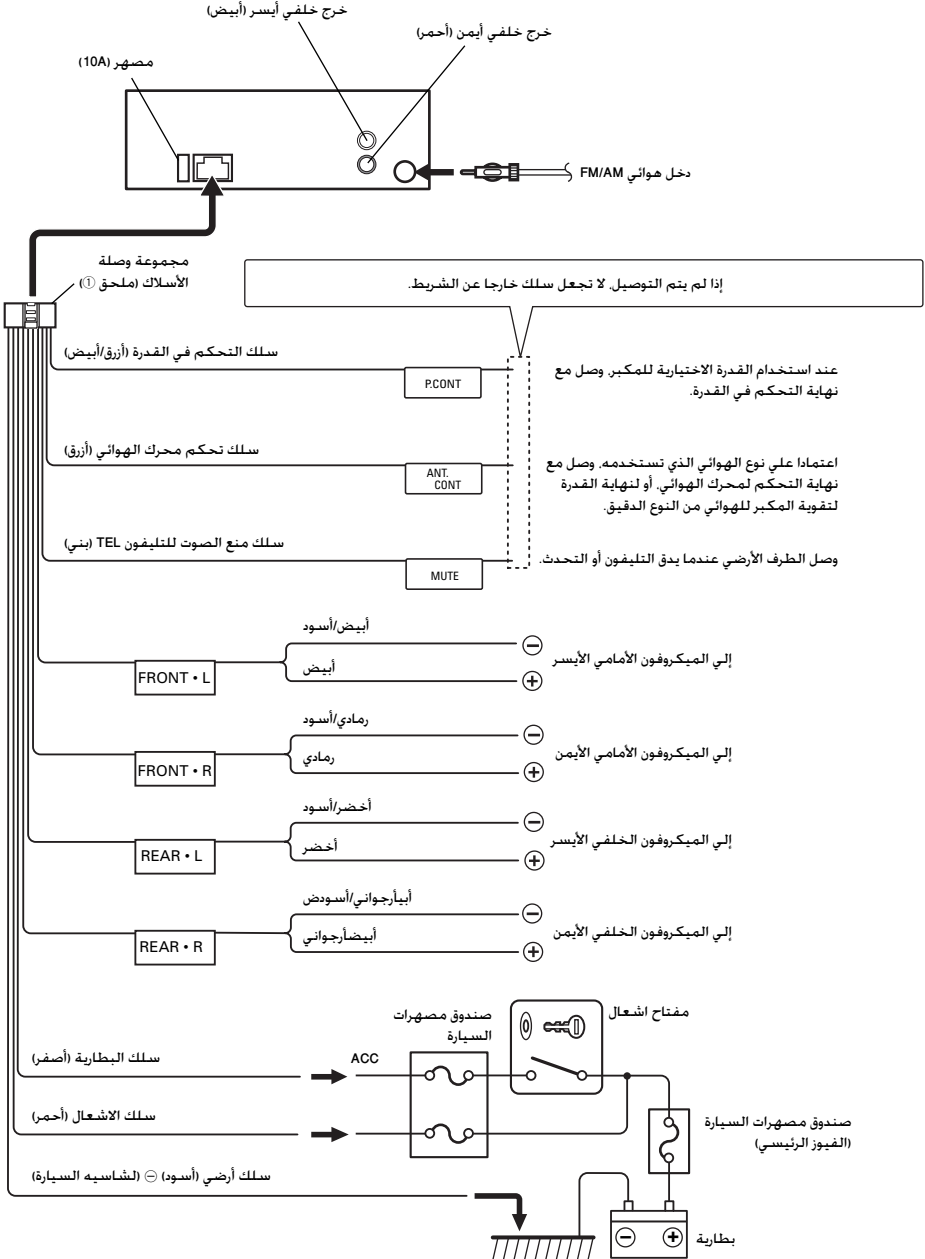 خرج خلفي أيسر (أبيض)
خرج خلفي أيمن (أحمر)
مصهر (10A)
دخل هوائي FM/AM
مجموعة وصلة
الأسلاك (ملحق ①)
إذا لم يتم التوصيل، لا تجعل سلك خارجا عن الشريط.
سلك التحكم في القدرة (أزرق/أبيض)
P.CONT
عند استخدام القدرة الاختيارية للمكبر، وصل مع
نهاية التحكم في القدرة.
سلك تحكم محرك الهوائي (أزرق)
ANT.
CONT
اعتمادا علي نوع الهوائي الذي تستخدمه، وصل مع
نهاية التحكم لمحرك الهوائي، أو لنهاية القدرة
لتقوية المكبر للهوائي من النوع الدقيق.
سلك منع الصوت للتليفون TEL (بني)
MUTE
وصل الطرف الأرضي عندما يدق التليفون أو التحدث.
أبيض/أسود
أبيض
FRONT • L
⊖
⊕
إلي الميكروفون الأمامي الأيسر
رمادي/أسود
رمادي
FRONT • R
⊖
⊕
إلي الميكروفون الأمامي الأيمن
أخضر/أسود
أخضر
REAR • L
⊖
⊕
إلي الميكروفون الخلفي الأيسر
أبيأرجواني/أسودض
أبيضأرجواني
REAR • R
⊖
⊕
إلي الميكروفون الخلفي الأيمن
مفتاح اشعال
صندوق مصهرات
السيارة
سلك البطارية (أصفر)
ACC
سلك الاشعال (أحمر)
صندوق مصهرات السيارة
(الفيوز الرئيسي)
سلك أرضي (أسود) ⊖ (لشاسيه السيارة)
⊖ ⊕
بطارية